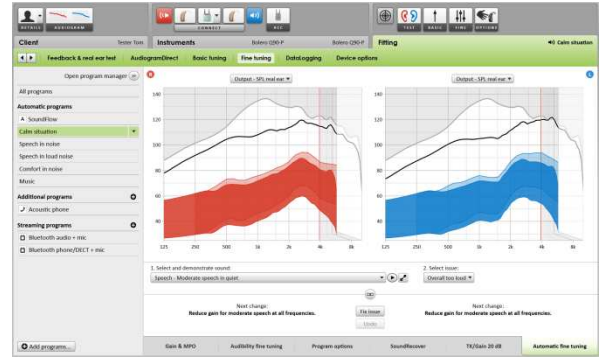 DETAILS
AUDIOGRAM
CONNECT
REC
TEST
BASIC
FINE
OPTIONS
Client
Tester Tom
Instruments
Bolero Q90-P
Bolero Q90-P
Fitting
Calm situation
Feedback & real ear test
AudiogramDirect
Basic tuning
Fine tuning
DataLogging
Device options
Open program manager
All programs
Automatic programs
A SoundFlow
Calm situation
Speech in noise
Speech in loud noise
Comfort in noise
Music
Additional programs
Acoustic phone
Streaming programs
Bluetooth audio + mic
Bluetooth phone/DECT + mic
Add programs...
R
Output - SPL real ear
140
120
100
80
60
40
125 250 500 1k 2k 4k 8k
L
Output - SPL real ear
140
120
100
80
60
40
125 250 500 1k 2k 4k 8k
1. Select and demonstrate sound:
Speech - Moderate speech in quiet
2. Select issue:
Overall too loud
Next change:
Reduce gain for moderate speech at all frequencies.
Fix issue
Undo
Next change:
Reduce gain for moderate speech at all frequencies.
Gain & MPO
Audibility fine tuning
Program options
SoundRecover
TK/Gain 20 dB
Automatic fine tuning